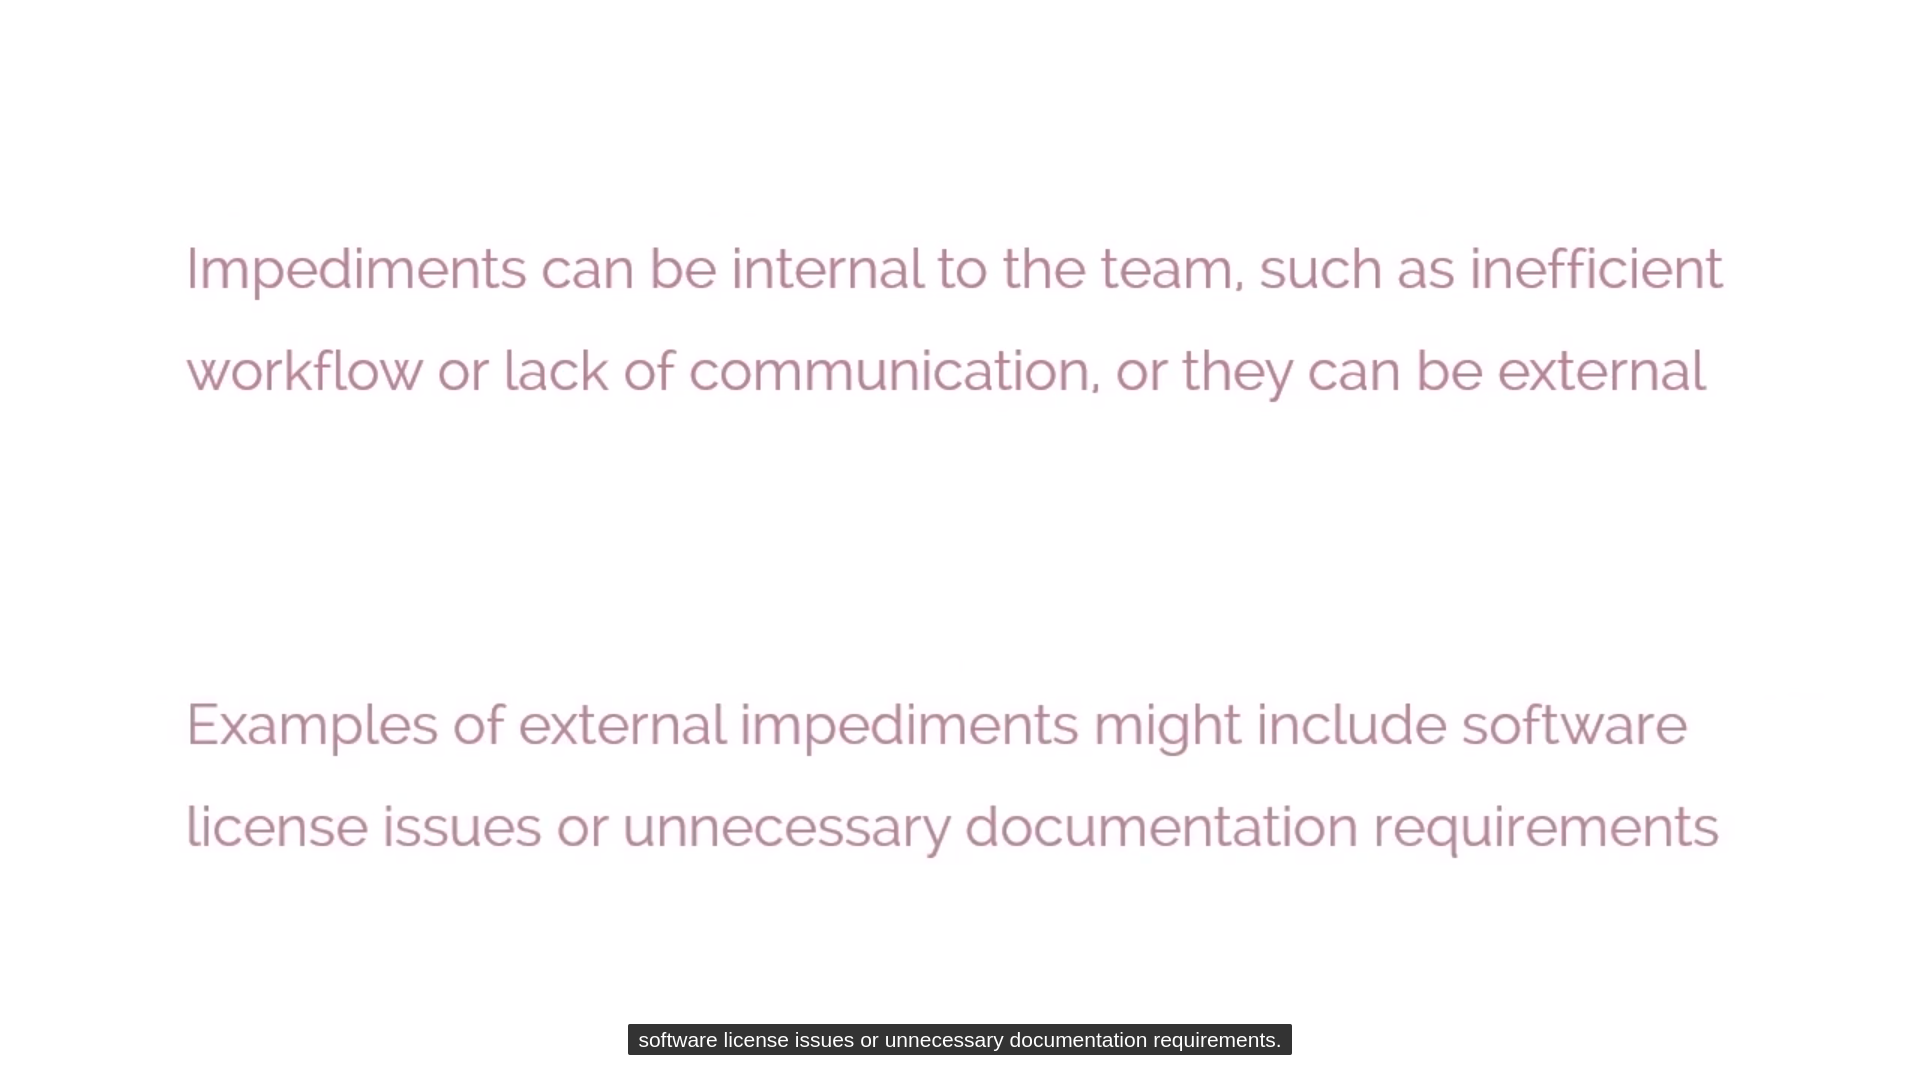 Impediments can be internal to the team, such as inefficient
workflow or lack of communication, or they can be external
Examples of external impediments might include software
license issues or unnecessary documentation requirements
software license issues or unnecessary documentation requirements.